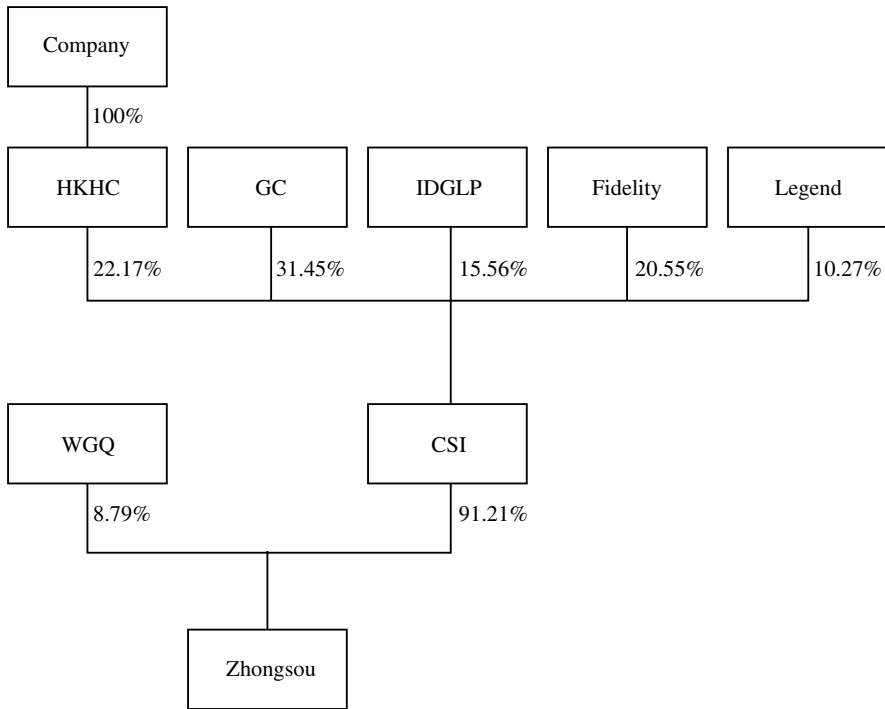 Company
100%
HKHC
GC
IDGLP
Fidelity
Legend
22.17%
31.45%
15.56%
20.55%
10.27%
WGQ
CSI
8.79%
91.21%
Zhongsou